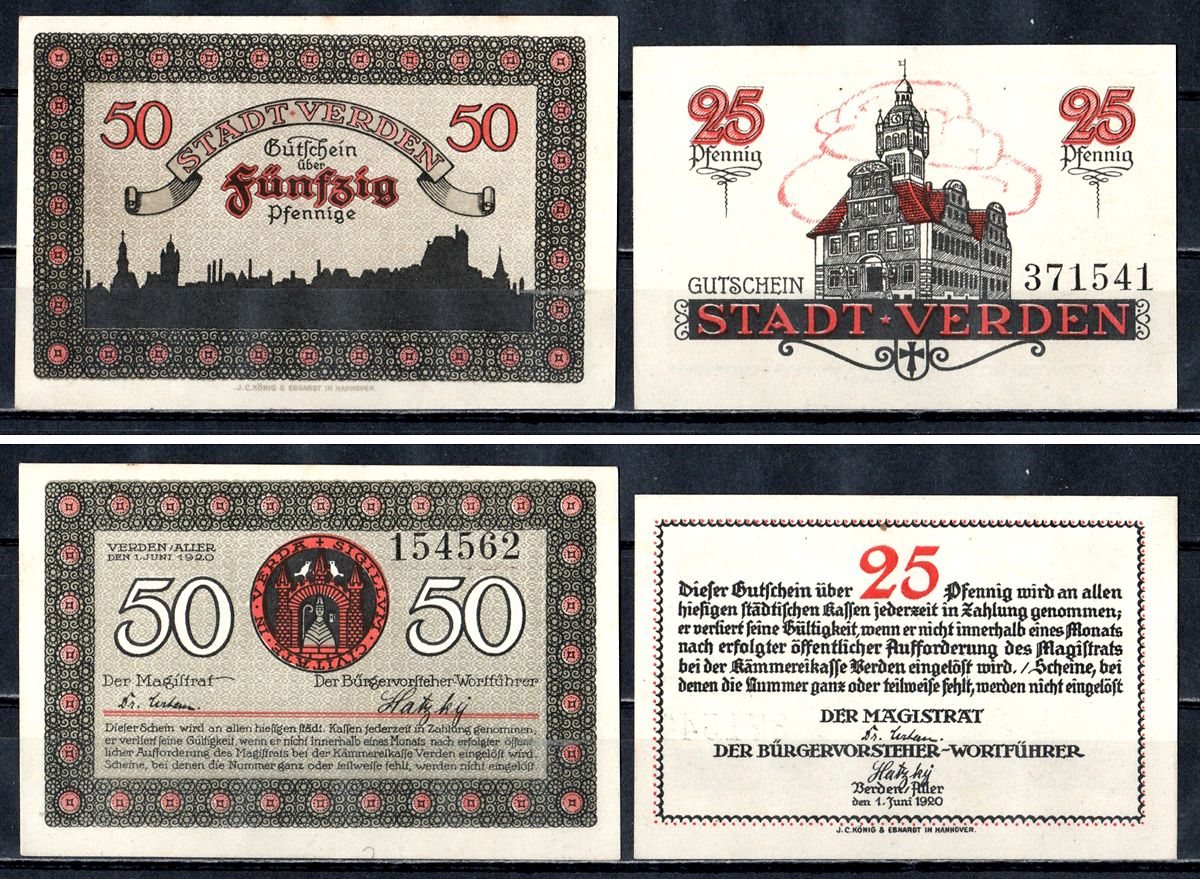 50
STADT·VERDEN
50
Gutschein
über
Fünfzig
Pfennige
J.C. KÖNIG & EBHARDT IN HANNOVER.
25
Pfennig
25
Pfennig
GUTSCHEIN
371541
STADT·VERDEN
VERDEN/ALLER
DEN 1. JUNI 1920
154562
50
50
SIGILLVM CIVITATIS IN VERDA
Der Magistrat
Der Bürgervorsteher-Wortführer
Hatzky
Dieser Schein wird an allen hiesigen städt. Kassen jederzeit in Zahlung genommen,
er verliert seine Gültigkeit, wenn er nicht innerhalb eines Monats nach erfolgter öffent-
licher Aufforderung des Magistrats bei der Kämmereikasse Verden eingelöst wird.
Scheine, bei denen die Nummer ganz oder teilweise fehlt, werden nicht eingelöst
Dieser Gutschein über 25 Pfennig wird an allen
hiesigen städtischen Kassen jederzeit in Zahlung genommen;
er verliert seine Gültigkeit, wenn er nicht innerhalb eines Monats
nach erfolgter öffentlicher Aufforderung des Magistrats
bei der Kämmereikasse Verden eingelöst wird. / Scheine, bei
denen die Nummer ganz oder teilweise fehlt, werden nicht eingelöst
DER MAGISTRAT
DER BÜRGERVORSTEHER-WORTFÜHRER
Hatzky
Verden/Aller
den 1. Juni 1920
J.C. KÖNIG & EBHARDT IN HANNOVER.